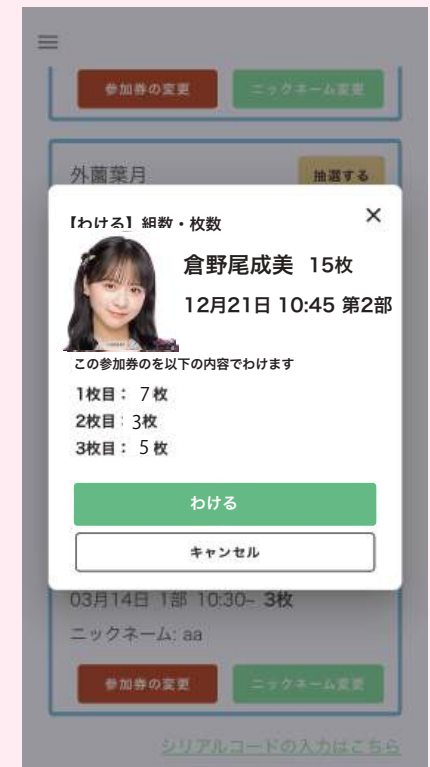 参加券の変更 ニックネーム変更
外薗葉月 抽選する
【わける】組数・枚数 ×
倉野尾成美 15枚
12月21日 10:45 第2部
この参加券のを以下の内容でわけます
1枚目： 7枚
2枚目： 3枚
3枚目： 5枚
わける
キャンセル
03月14日 1部 10:30~ 3枚
ニックネーム: aa
参加券の変更 ニックネーム変更
シリアルコードの入力はこちら